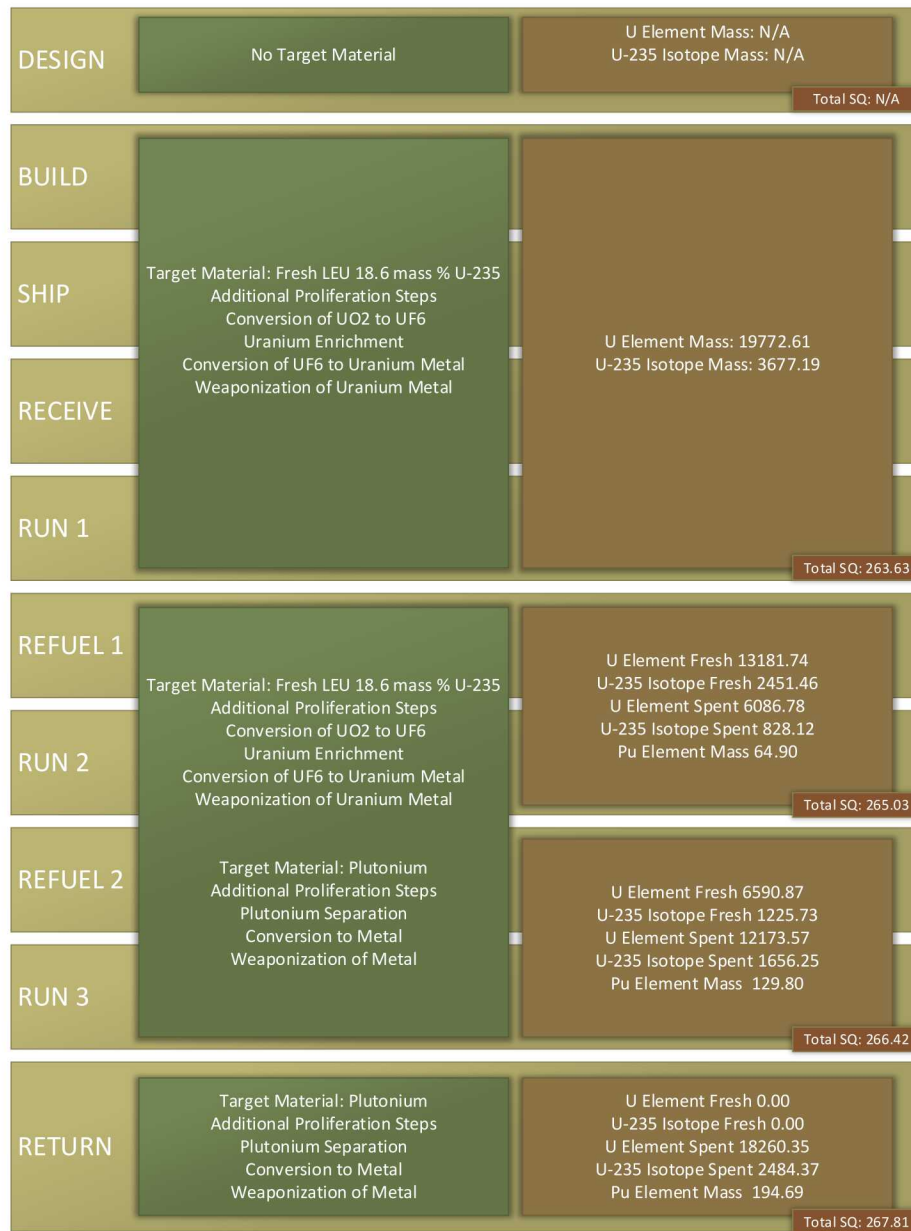 DESIGN
No Target Material
U Element Mass: N/A
U-235 Isotope Mass: N/A
Total SQ: N/A
BUILD
SHIP
RECEIVE
RUN 1
Target Material: Fresh LEU 18.6 mass % U-235
Additional Proliferation Steps
Conversion of UO2 to UF6
Uranium Enrichment
Conversion of UF6 to Uranium Metal
Weaponization of Uranium Metal
U Element Mass: 19772.61
U-235 Isotope Mass: 3677.19
Total SQ: 263.63
REFUEL 1
RUN 2
REFUEL 2
RUN 3
Target Material: Fresh LEU 18.6 mass % U-235
Additional Proliferation Steps
Conversion of UO2 to UF6
Uranium Enrichment
Conversion of UF6 to Uranium Metal
Weaponization of Uranium Metal
Target Material: Plutonium
Additional Proliferation Steps
Plutonium Separation
Conversion to Metal
Weaponization of Metal
U Element Fresh 13181.74
U-235 Isotope Fresh 2451.46
U Element Spent 6086.78
U-235 Isotope Spent 828.12
Pu Element Mass 64.90
Total SQ: 265.03
U Element Fresh 6590.87
U-235 Isotope Fresh 1225.73
U Element Spent 12173.57
U-235 Isotope Spent 1656.25
Pu Element Mass 129.80
Total SQ: 266.42
RETURN
Target Material: Plutonium
Additional Proliferation Steps
Plutonium Separation
Conversion to Metal
Weaponization of Metal
U Element Fresh 0.00
U-235 Isotope Fresh 0.00
U Element Spent 18260.35
U-235 Isotope Spent 2484.37
Pu Element Mass 194.69
Total SQ: 267.81